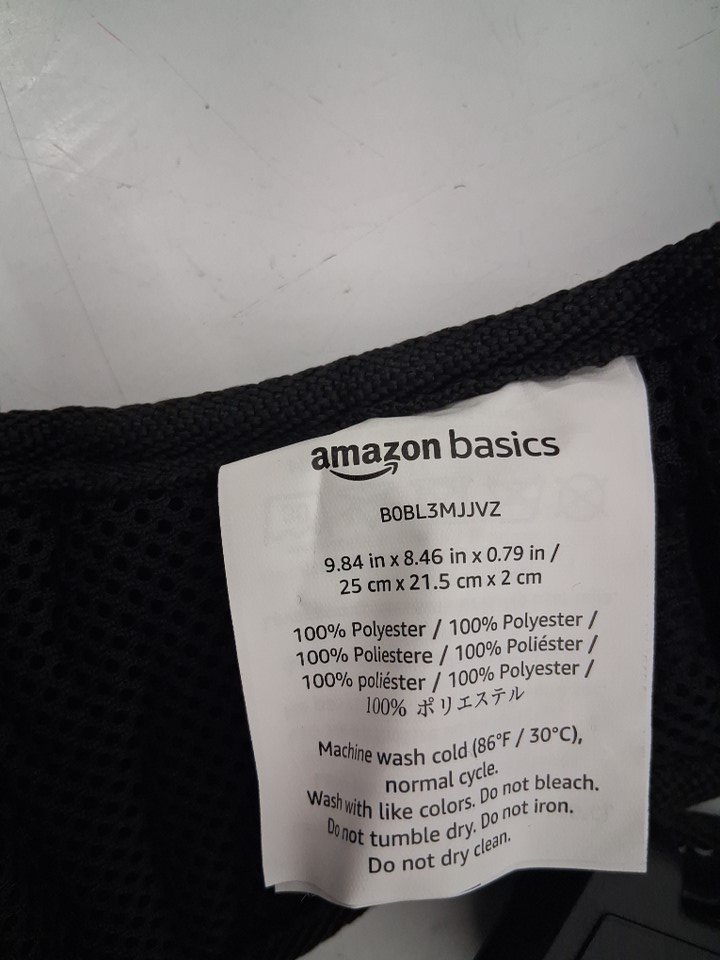 amazon basics
B0BL3MJJVZ
9.84 in x 8.46 in x 0.79 in /
25 cm x 21.5 cm x 2 cm
100% Polyester / 100% Polyester /
100% Poliestere / 100% Poliéster /
100% poliéster / 100% Polyester /
100% ポリエステル
Machine wash cold (86°F / 30°C),
normal cycle.
Wash with like colors. Do not bleach.
Do not tumble dry. Do not iron.
Do not dry clean.